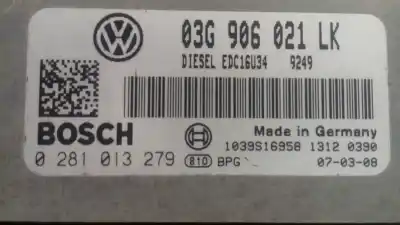 03G 906 021 LK
DIESEL EDC16U34 9249
BOSCH
Made in Germany
1039S16958 1312 0390
0 281 013 279 810 BPG 07-03-08